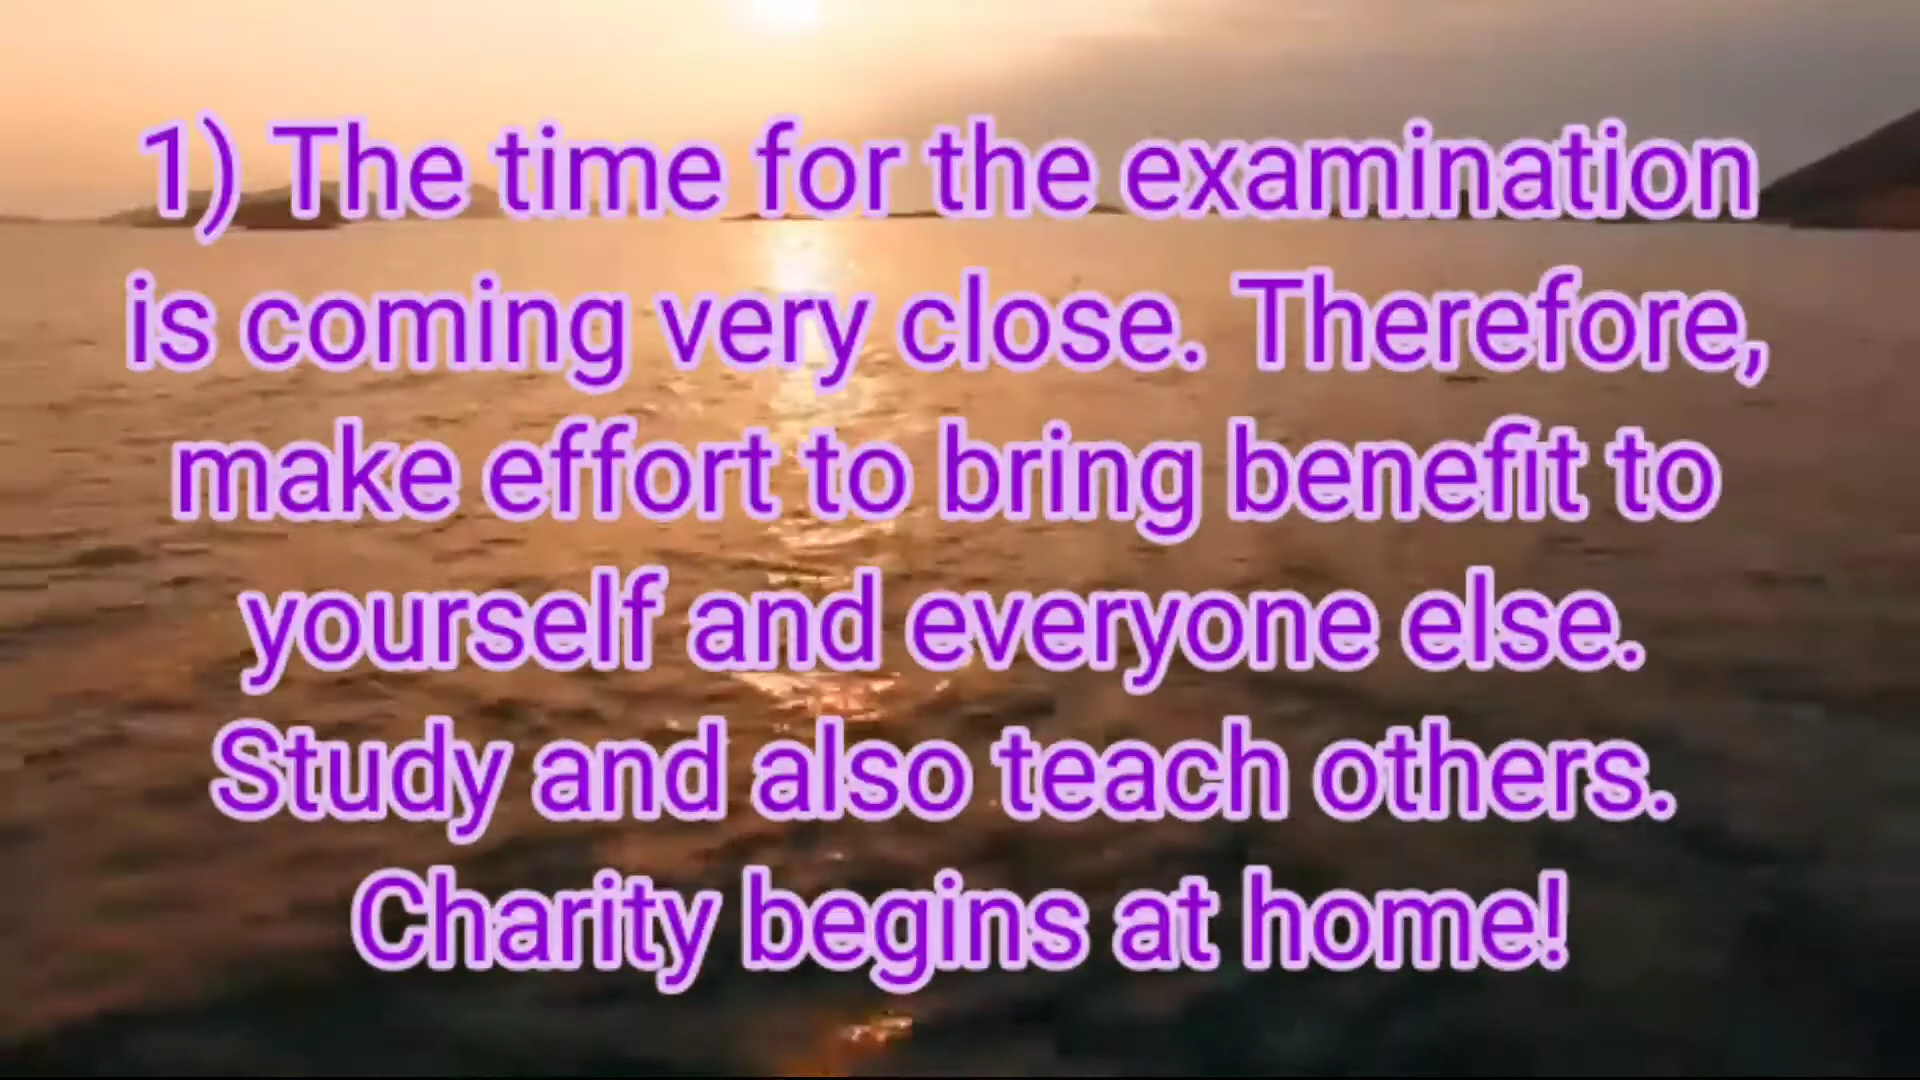 1) The time for the examination
is coming very close. Therefore,
make effort to bring benefit to
yourself and everyone else.
Study and also teach others.
Charity begins at home!